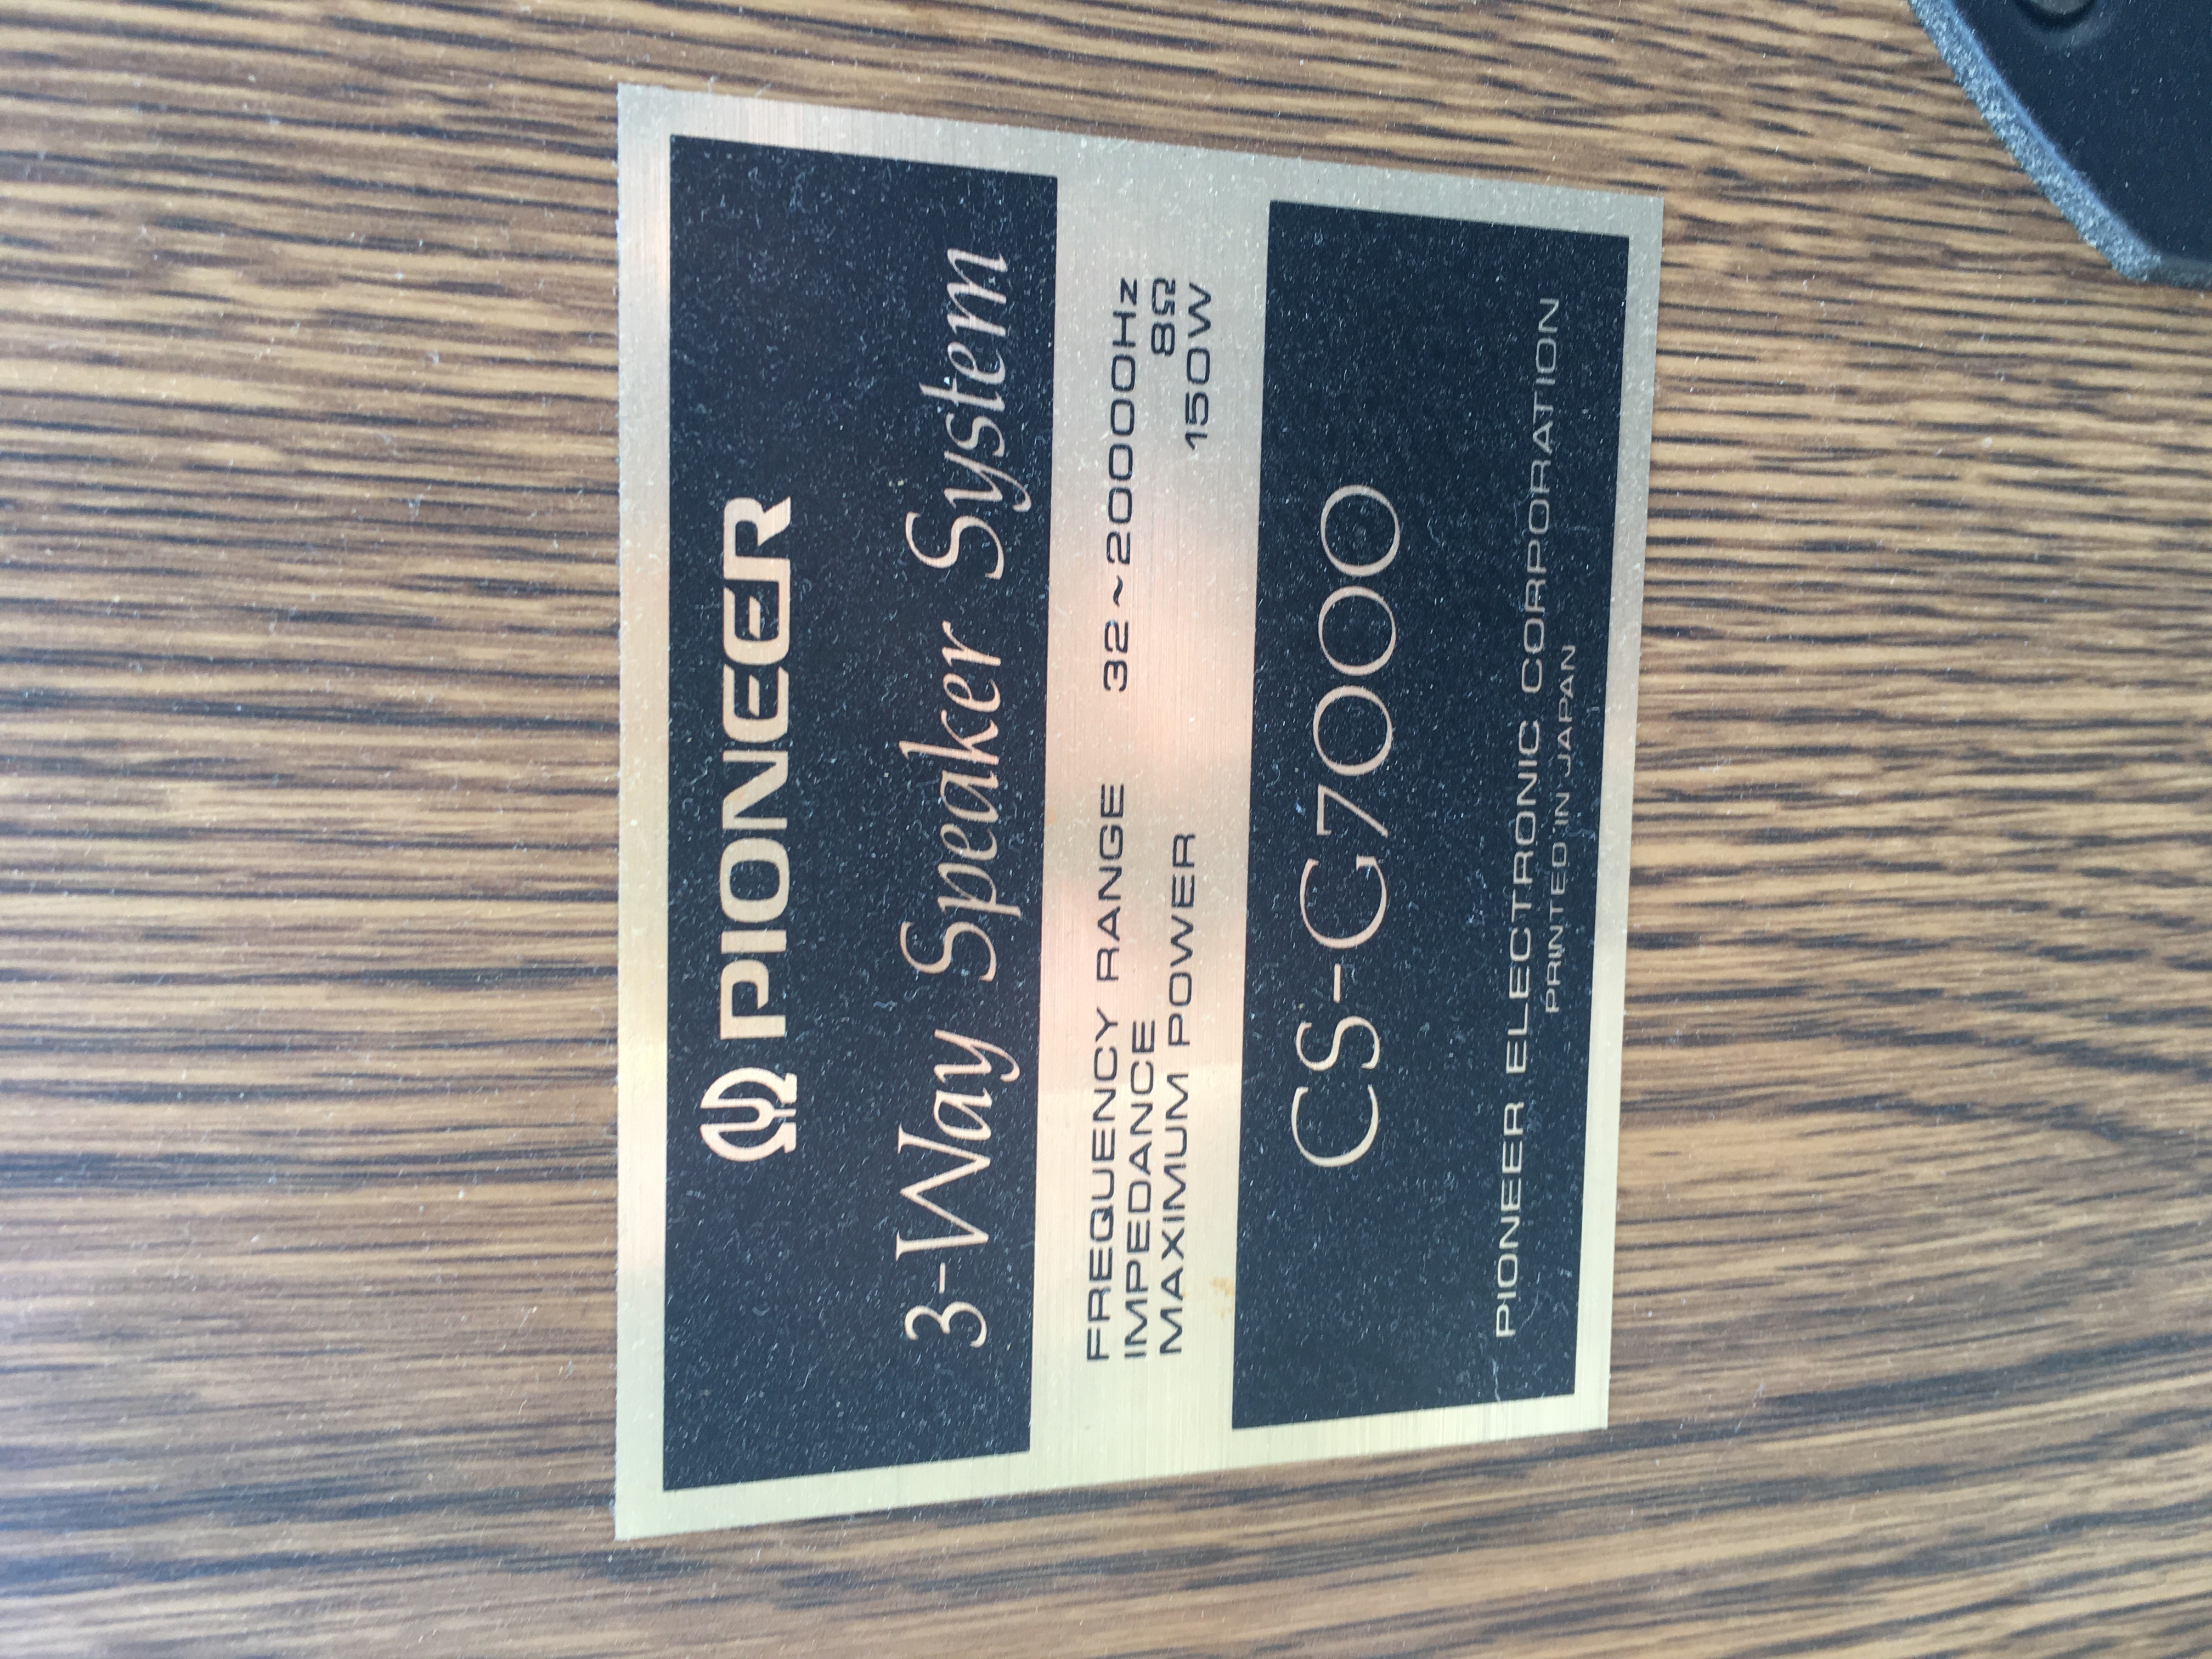 PIONEER
3-Way Speaker System
FREQUENCY RANGE 32~20000Hz
IMPEDANCE 8Ω
MAXIMUM POWER 150W
CS-G7000
PIONEER ELECTRONIC CORPORATION
PRINTED IN JAPAN